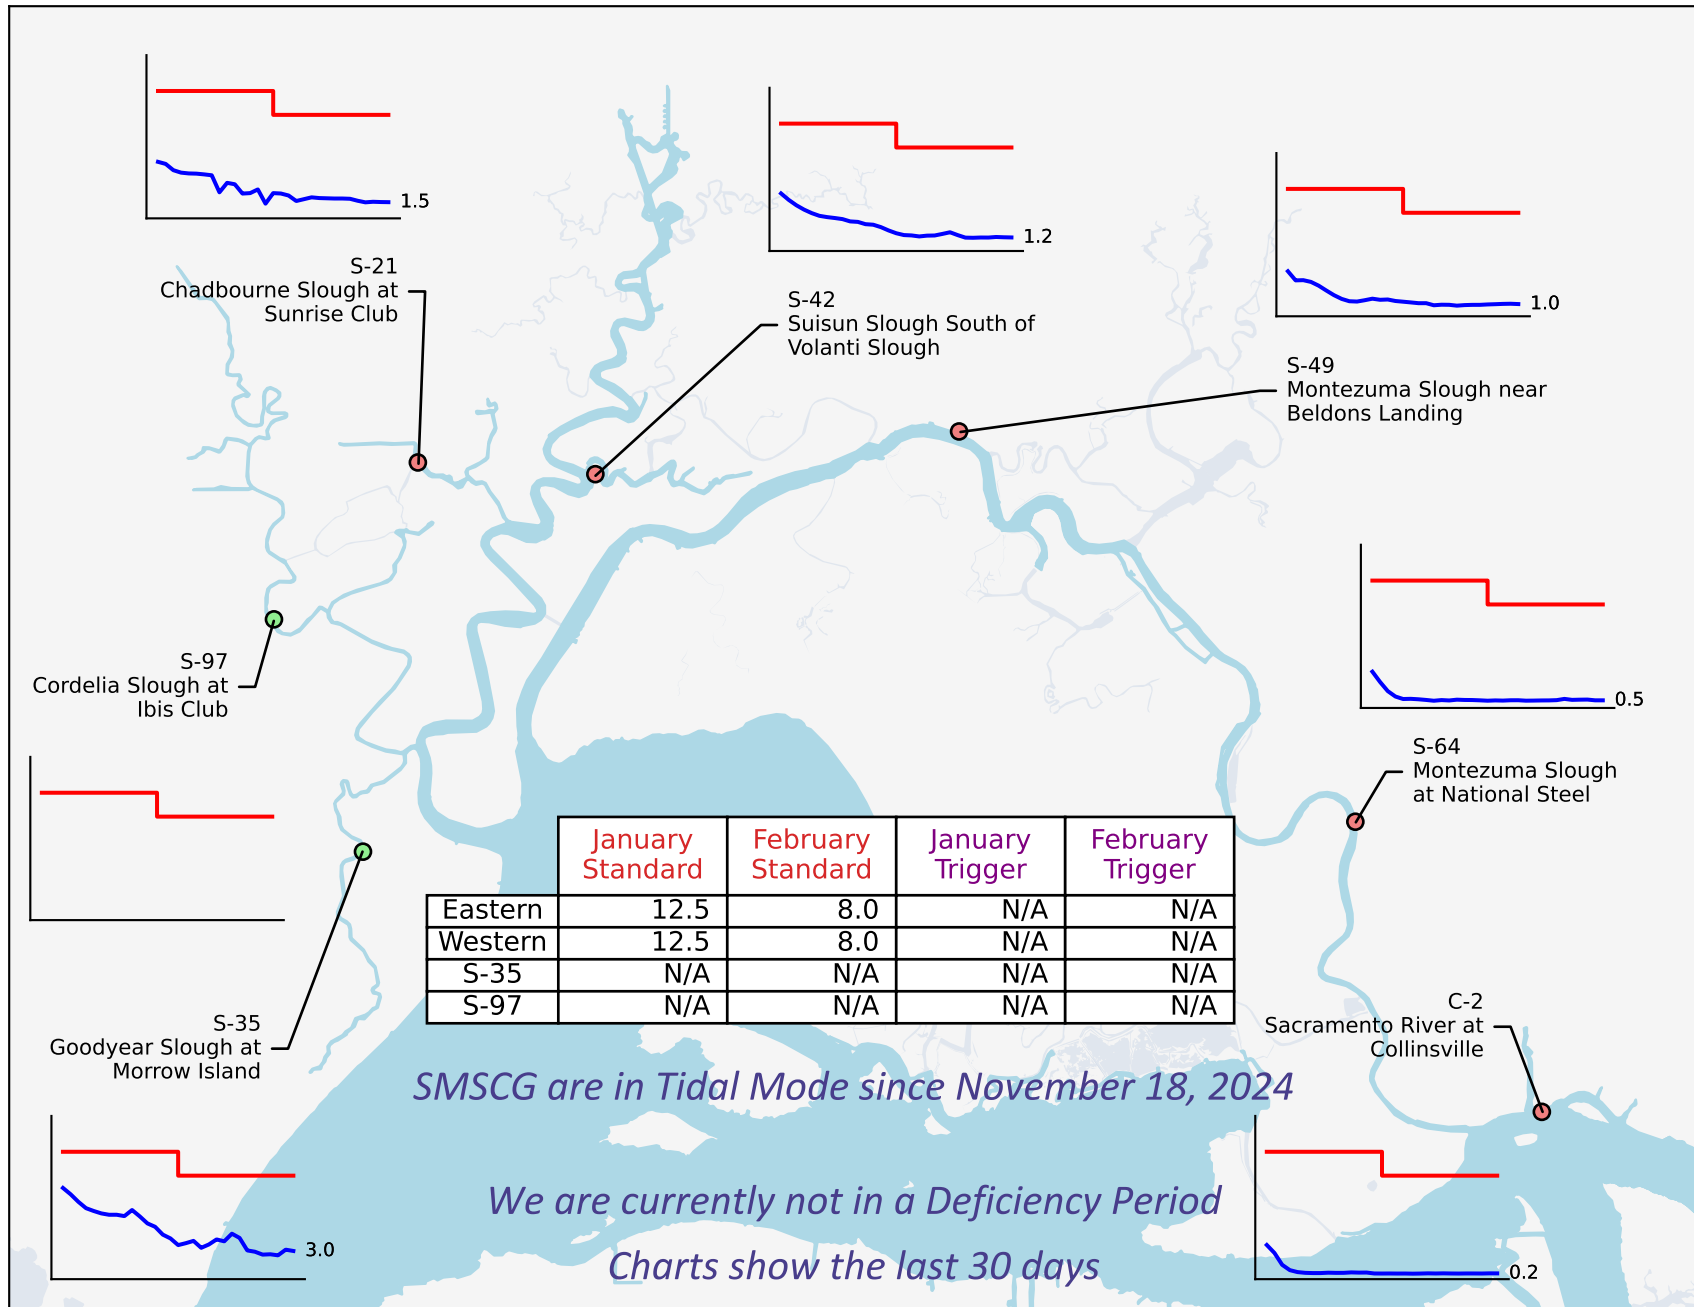 1.5
1.2
1.0
S-21
Chadbourne Slough at
Sunrise Club
S-42
Suisun Slough South of
Volanti Slough
S-49
Montezuma Slough near
Beldons Landing
S-97
Cordelia Slough at
Ibis Club
0.5
S-64
Montezuma Slough
at National Steel
January Standard February Standard January Trigger February Trigger
Eastern 12.5 8.0 N/A N/A
Western 12.5 8.0 N/A N/A
S-35 N/A N/A N/A N/A
S-97 N/A N/A N/A N/A
S-35
Goodyear Slough at
Morrow Island
C-2
Sacramento River at
Collinsville
SMSCG are in Tidal Mode since November 18, 2024
We are currently not in a Deficiency Period
Charts show the last 30 days
3.0
0.2